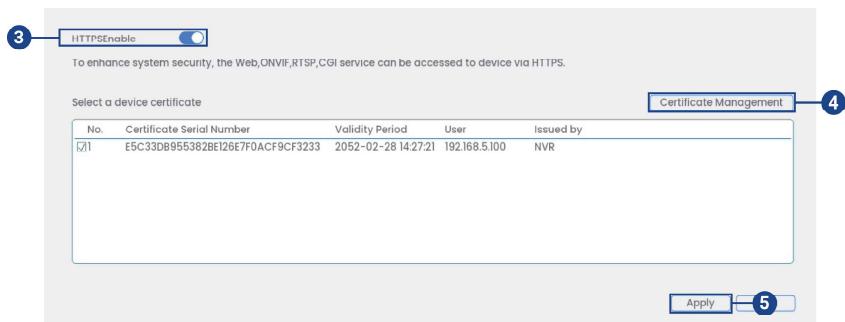 3
HTTPSEnable
To enhance system security, the Web,ONVIF,RTSP,CGI service can be accessed to device via HTTPS.
Select a device certificate
Certificate Management
4
No. Certificate Serial Number Validity Period User Issued by
1 E5C33DB955382BE126E7F0ACF9CF3233 2052-02-28 14:27:21 192.168.5.100 NVR
Apply
5